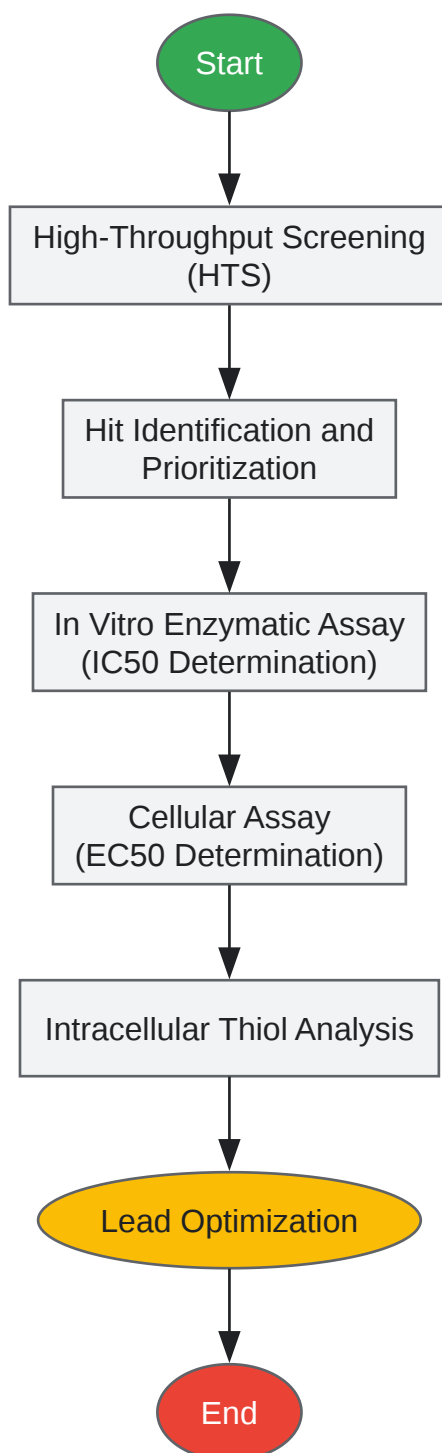 Start
High-Throughput Screening
(HTS)
Hit Identification and
Prioritization
In Vitro Enzymatic Assay
(IC50 Determination)
Cellular Assay
(EC50 Determination)
Intracellular Thiol Analysis
Lead Optimization
End